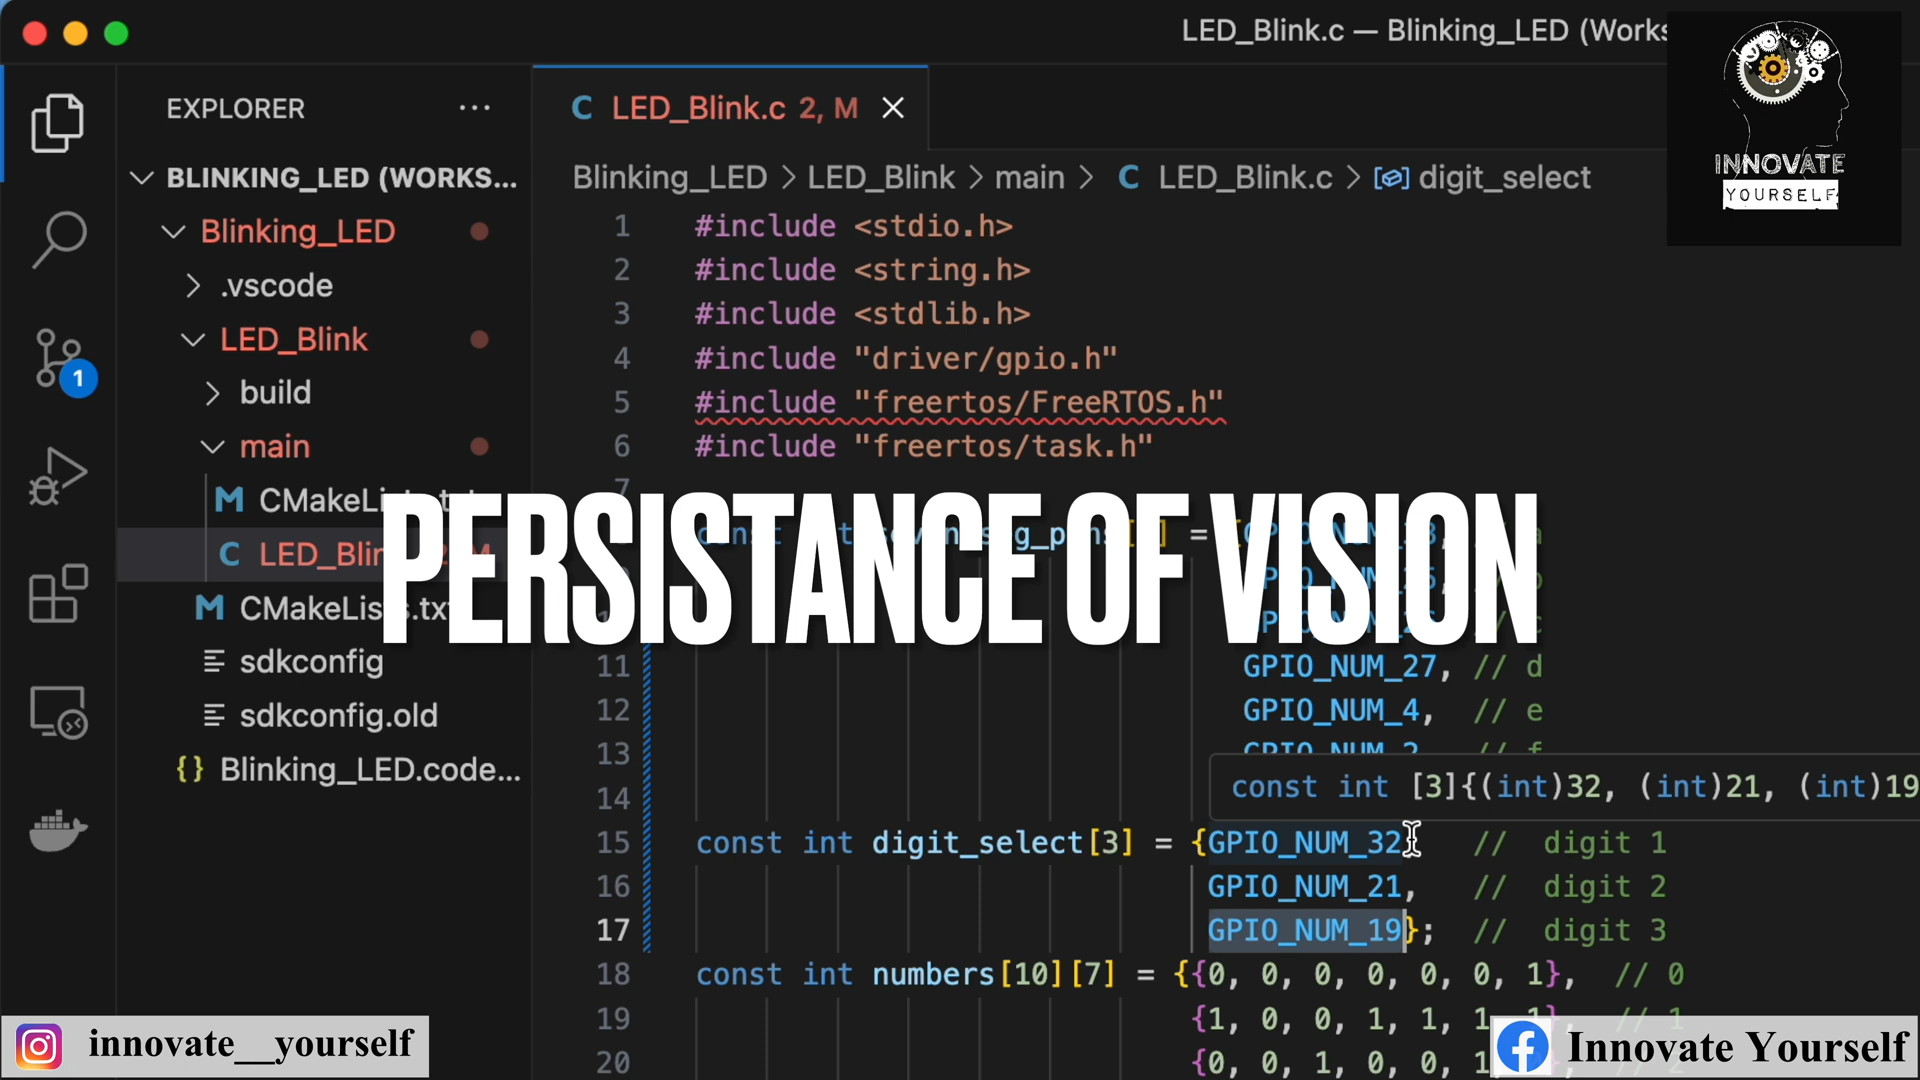 LED_Blink.c — Blinking_LED (Works
INNOVATE
YOURSELF
EXPLORER
LED_Blink.c 2, M
BLINKING_LED (WORKS...
Blinking_LED > LED_Blink > main > C LED_Blink.c > digit_select
Blinking_LED
.vscode
LED_Blink
1
build
main
CMakeLi
LED_Bli
CMakeLists.txt
sdkconfig
sdkconfig.old
{} Blinking_LED.code...
1 #include <stdio.h>
2 #include <string.h>
3 #include <stdlib.h>
4 #include "driver/gpio.h"
5 #include "freertos/FreeRTOS.h"
6 #include "freertos/task.h"
7
PERSISTANCE OF VISION
11 GPIO_NUM_27, // d
12 GPIO_NUM_4, // e
13 GPIO_NUM_2 // f
14
const int [3]{(int)32, (int)21, (int)19
15 const int digit_select[3] = {GPIO_NUM_32 // digit 1
16 GPIO_NUM_21, // digit 2
17 GPIO_NUM_19}; // digit 3
18 const int numbers[10][7] = {{0, 0, 0, 0, 0, 0, 1}, // 0
19 {1, 0, 0, 1, 1, 1
20 {0, 0, 1, 0, 0, 1
innovate__yourself
Innovate Yourself